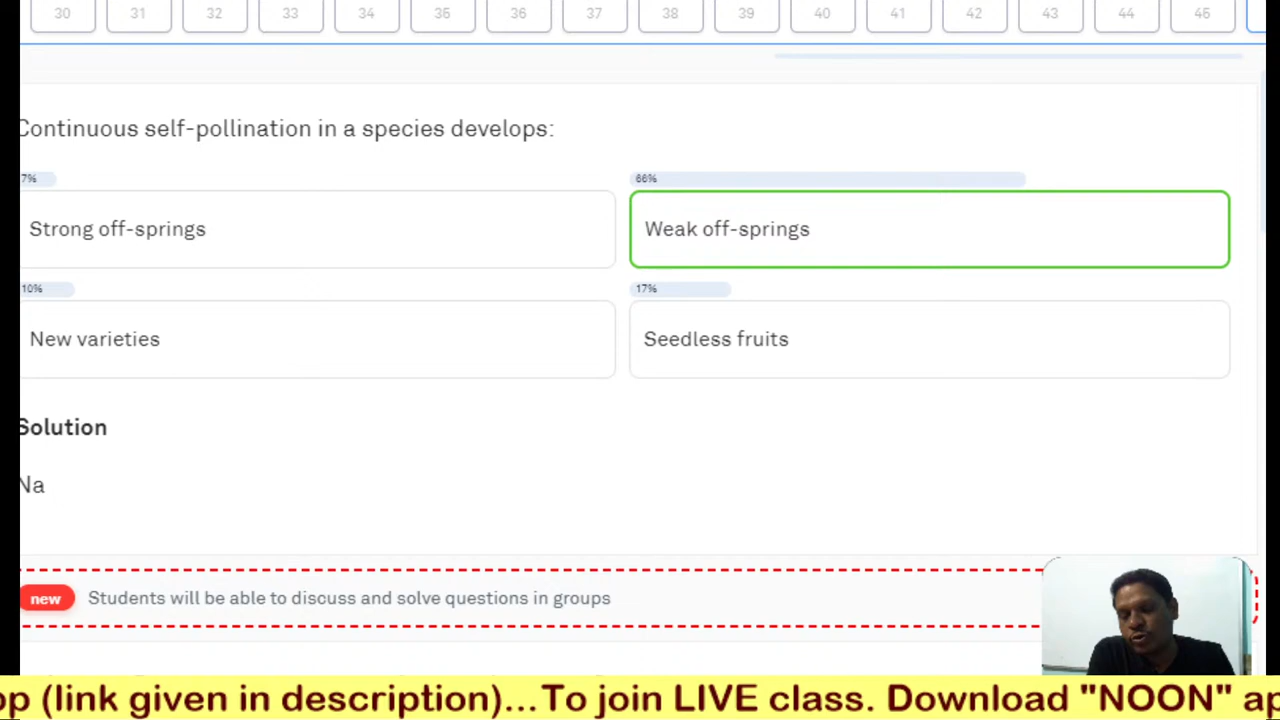 30 31 32 33 34 35 36 37 38 39 40 41 42 43 44 45
Continuous self-pollination in a species develops:
7% 66%
Strong off-springs Weak off-springs
10% 17%
New varieties Seedless fruits
Solution
Na
new Students will be able to discuss and solve questions in groups
op (link given in description)...To join LIVE class. Download "NOON" ap